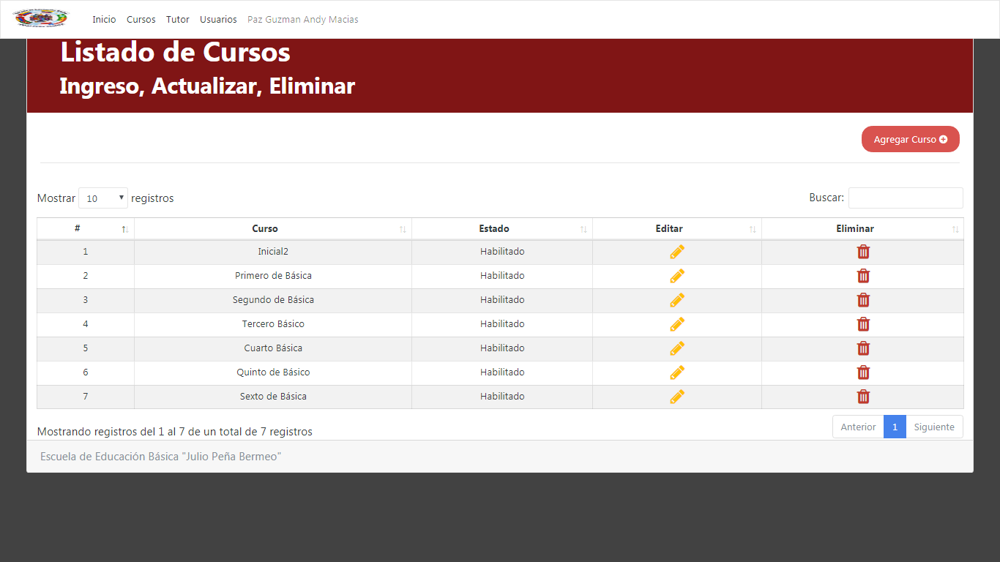 Inicio Cursos Tutor Usuarios Paz Guzman Andy Macias
Listado de Cursos
Ingreso, Actualizar, Eliminar
Agregar Curso
Mostrar 10 registros Buscar:
# Curso Estado Editar Eliminar
1 Inicial2 Habilitado
2 Primero de Básica Habilitado
3 Segundo de Básica Habilitado
4 Tercero Básico Habilitado
5 Cuarto Básica Habilitado
6 Quinto de Básico Habilitado
7 Sexto de Básica Habilitado
Mostrando registros del 1 al 7 de un total de 7 registros Anterior 1 Siguiente
Escuela de Educación Básica "Julio Peña Bermeo"